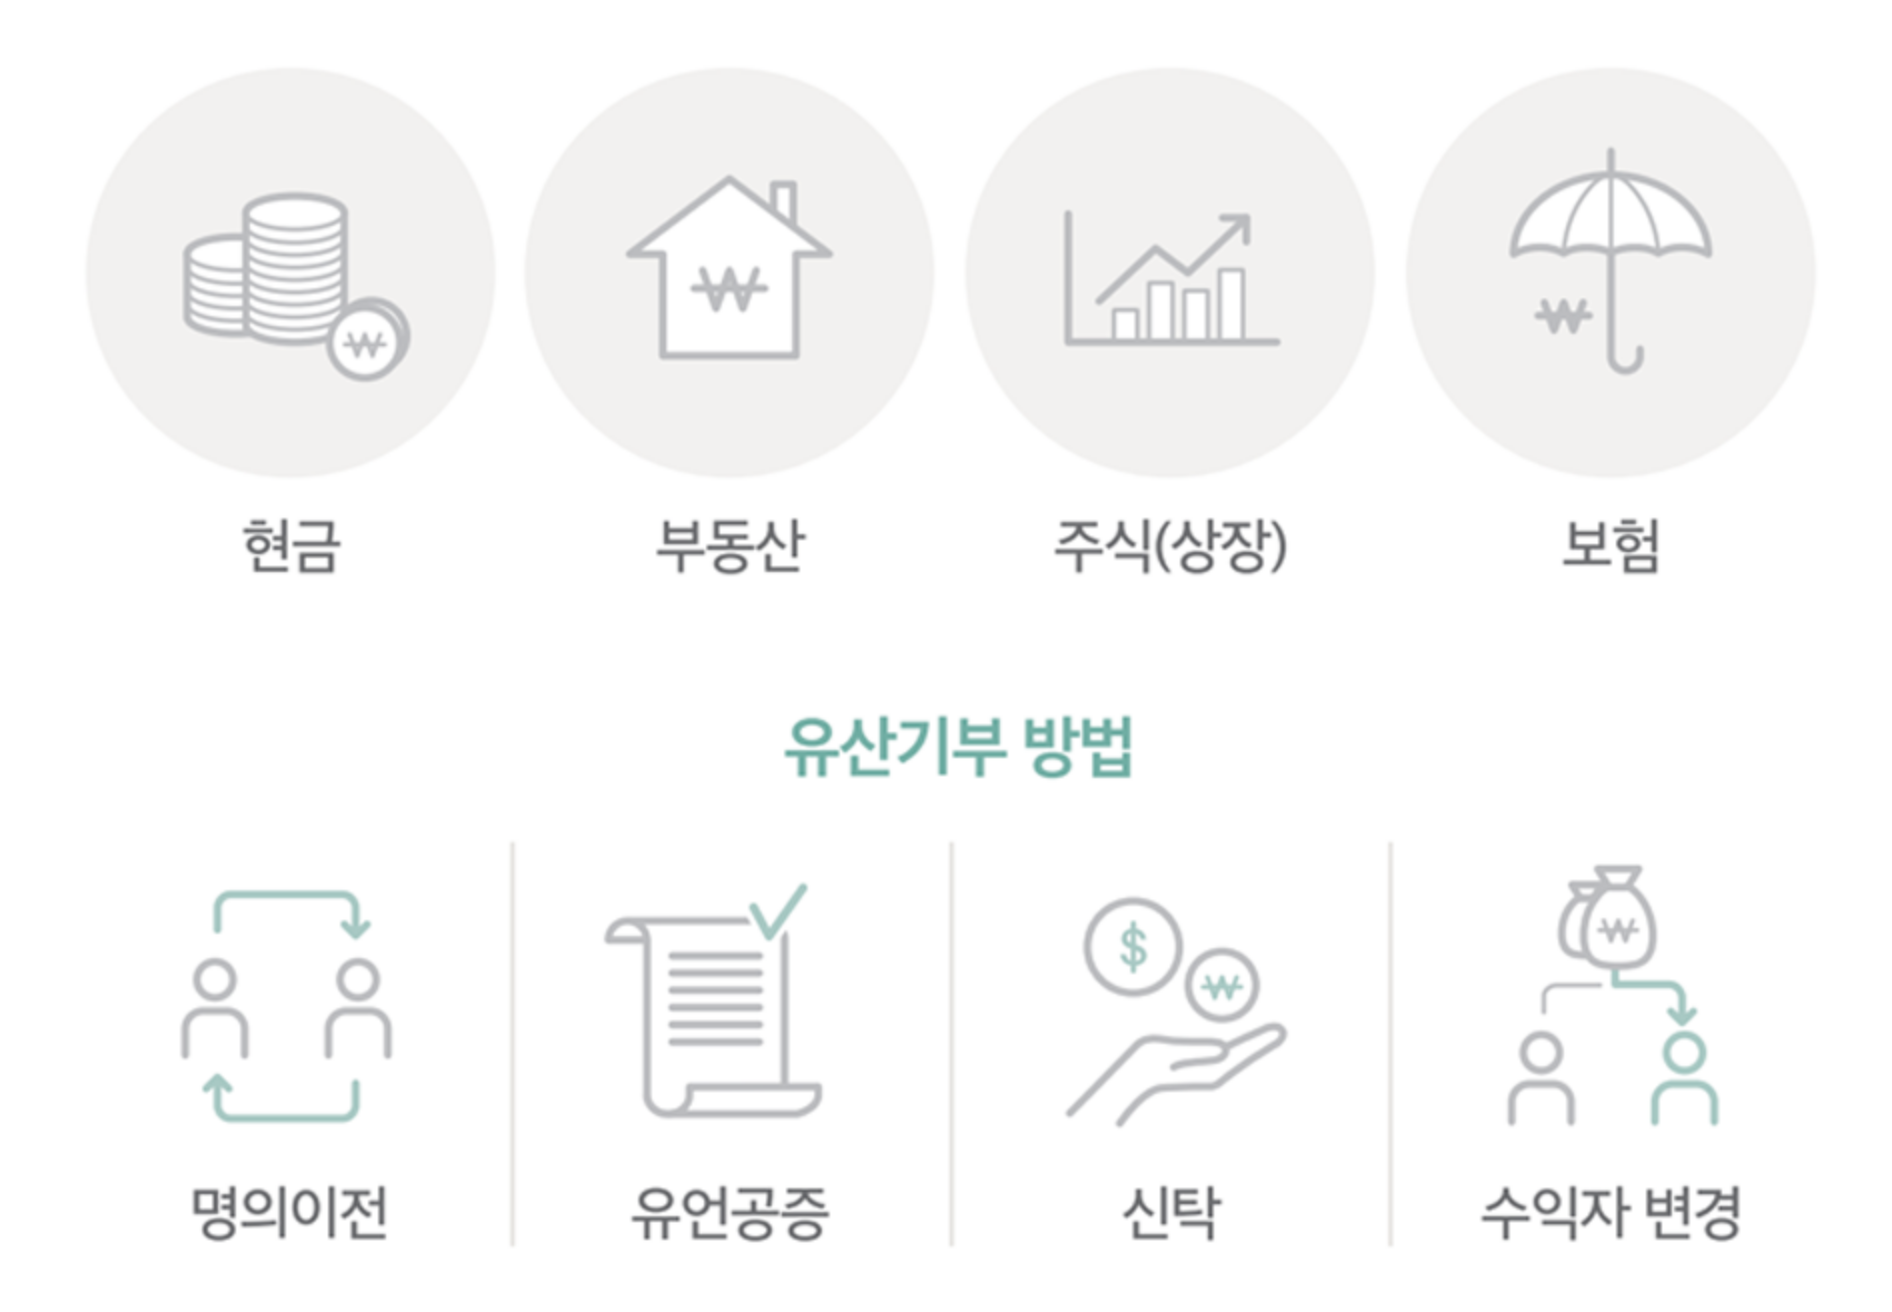 ₩
₩
₩
현금
부동산
주식(상장)
보험
유산기부 방법
$
₩
₩
명의이전
유언공증
신탁
수익자 변경